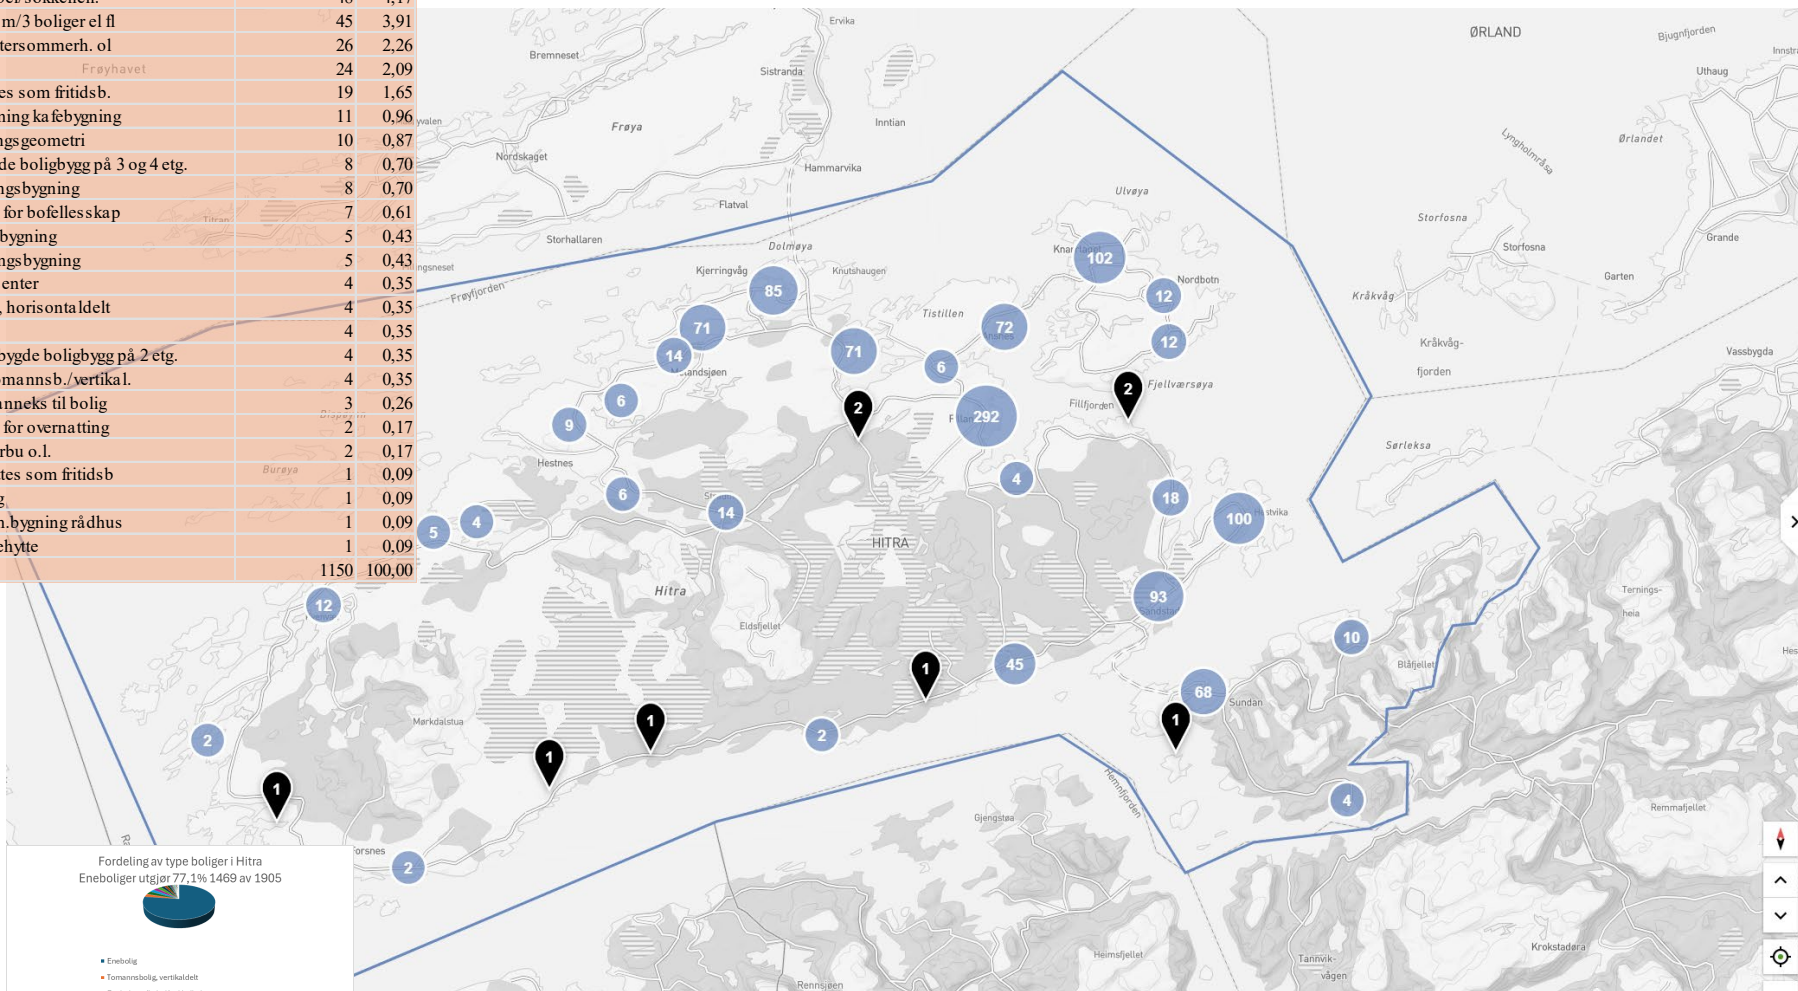 m/3 boliger el fl 45 3,91
tersommerh. ol 26 2,26
Frøyhavet 24 2,09
es som fritidsb. 19 1,65
ning kafebygning 11 0,96
ngsgeometri 10 0,87
de boligbygg på 3 og 4 etg. 8 0,70
ngsbygning 8 0,70
for bofellesskap 7 0,61
bygning 5 0,43
ngsbygning 5 0,43
enter 4 0,35
, horisontaldelt 4 0,35
4 0,35
bygde boligbygg på 2 etg. 4 0,35
omannsb./vertikal. 4 0,35
anneks til bolig 3 0,26
for overnatting 2 0,17
rbu o.l. 2 0,17
tes som fritidsb 1 0,09
g 1 0,09
n.bygning rådhus 1 0,09
ehytte 1 0,09
1150 100,00
Titran
Burøya
Ervika
ØRLAND
Bjugnfjorden
Bremneset
Sistranda
Uthaug
Inntian
Frøya
Lyngholmråsa
Ørlandet
Nordskaget
Hammarvika
Ulvøya
Flatval
Storfosna
Storhallaren
Dolmøya
Storfosna
Grande
Kjerringvåg
Knutshaugen
102
Nordbotn
Garten
Frøyfjorden
85
12
Kråkvåg
71
Tistillen
72
12
Kråkvåg-
fjorden
14
71
6
Vassbygda
Fjellværsøya
6
2
2
Fillfjorden
9
292
Sørleksa
Hestnes
4
6
14
18
100
5
4
HITRA
Hitra
93
12
Eldsfjellet
Ternings-
heia
10
1
45
Blåfjellet
68
Sundan
Mørkdalstua
1
1
2
2
1
1
Hemnfjorden
4
Remmafjellet
Gjengstøa
Forsnes
2
Fordeling av type boliger i Hitra
Eneboliger utgjør 77,1% 1469 av 1905
Enebolig
Tomannsbolig, vertikaldelt
Heimsfjellet
Tannvik-
vågen
Krokstadøra
Rennsjøen